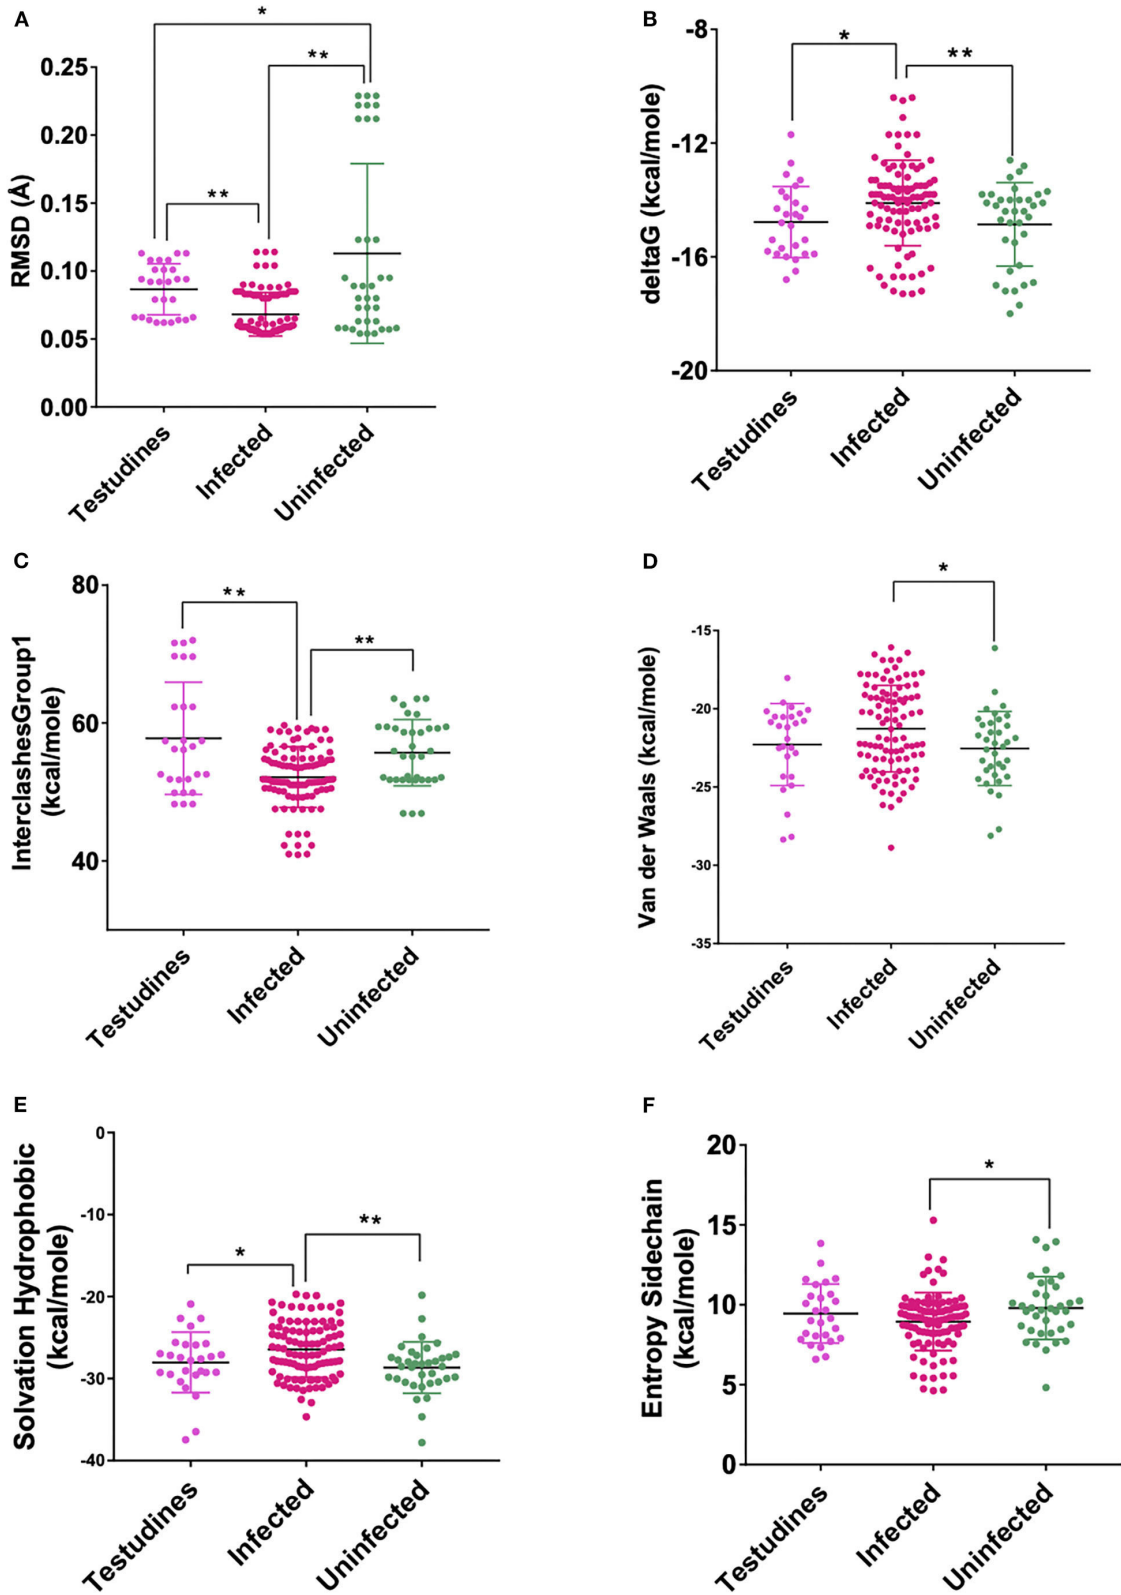 A
*
**
**
RMSD (Å)
0.25
0.20
0.15
0.10
0.05
0.00
Testudines
Infected
Uninfected
B
*
**
deltaG (kcal/mole)
-8
-12
-16
-20
Testudines
Infected
Uninfected
C
**
**
InterclashesGroup1
(kcal/mole)
80
60
40
Testudines
Infected
Uninfected
D
*
Van der Waals (kcal/mole)
-15
-20
-25
-30
-35
Testudines
Infected
Uninfected
E
*
**
Solvation Hydrophobic
(kcal/mole)
0
-10
-20
-30
-40
Testudines
Infected
Uninfected
F
*
Entropy Sidechain
(kcal/mole)
20
15
10
5
0
Testudines
Infected
Uninfected